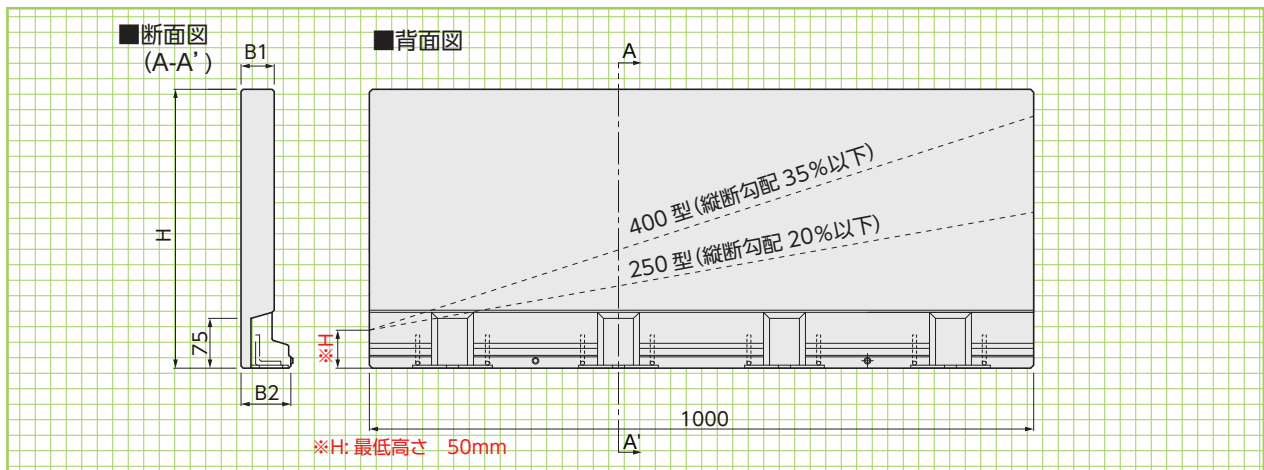 ■断面図
(A-A')
B1
H
75
B2
■背面図
A
400 型(縦断勾配 35%以下)
250 型(縦断勾配 20%以下)
※H
1000
A'
※H: 最低高さ 50mm